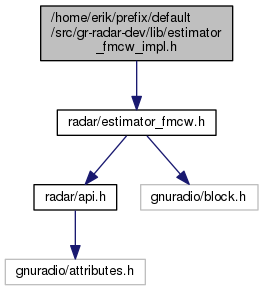 /home/erik/prefix/default
/src/gr-radar-dev/lib/estimator
_fmcw_impl.h
radar/estimator_fmcw.h
radar/api.h
gnuradio/block.h
gnuradio/attributes.h